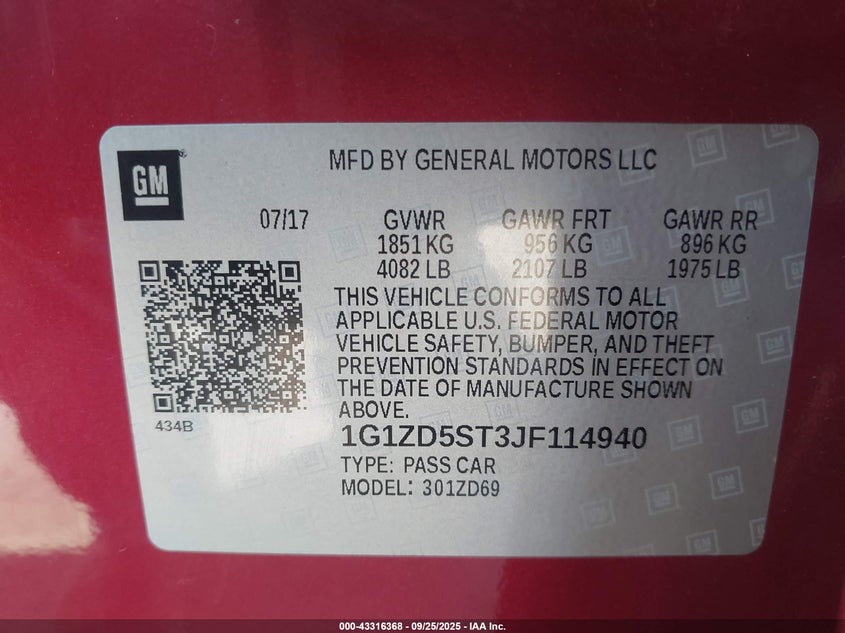 GM
MFD BY GENERAL MOTORS LLC
07/17 GVWR GAWR FRT GAWR RR
1851 KG 956 KG 896 KG
4082 LB 2107 LB 1975 LB
THIS VEHICLE CONFORMS TO ALL
APPLICABLE U.S. FEDERAL MOTOR
VEHICLE SAFETY, BUMPER, AND THEFT
PREVENTION STANDARDS IN EFFECT ON
THE DATE OF MANUFACTURE SHOWN
ABOVE.
434B
1G1ZD5ST3JF114940
TYPE: PASS CAR
MODEL: 301ZD69
000-43316368 - 09/25/2025 - IAA Inc.